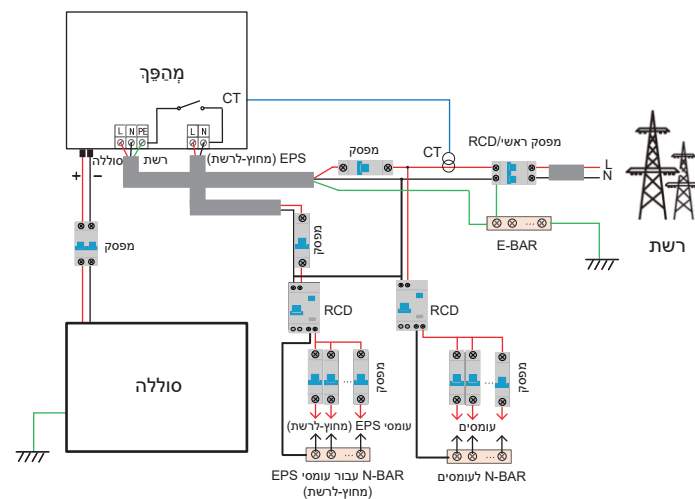 מְהַפֵּךְ
CT
L N PE
L N
סוללה
רשת
EPS (מחוץ-לרשת)
+ −
מפסק
CT
מפסק ראשי/RCD
L
N
רשת
E-BAR
מפסק
מפסק
RCD
RCD
סוללה
מפסק
מפסק
עומסי EPS (מחוץ-לרשת)
עומסים
N-BAR עבור עומסי EPS
(מחוץ-לרשת)
N-BAR לעומסים